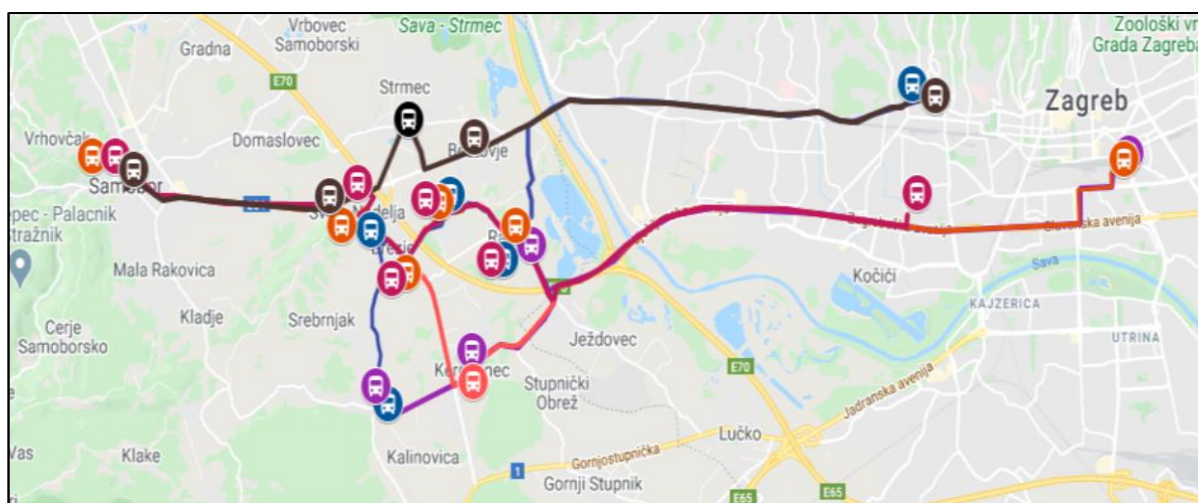 Vrbovec
Samoborski
Sava - Strmec
Zoološki vr
Grada Zagreba
Gradna
E70
Strmec
Zagreb
Vrhovčak
Domaslovec
Samobor
epec - Palacnik
Stražnik
Slavonska avenija
Mala Rakovica
Kočići
Sava
KAJZERICA
Kladje
Srebrnjak
Cerje
Samoborsko
Ježdovec
UTRINA
E70
Stupnički
Obrež
Jadranska avenija
Lučko
Vas
Klake
Kalinovica
1
Gornjostupnička
Gornji Stupnik
E65
E65